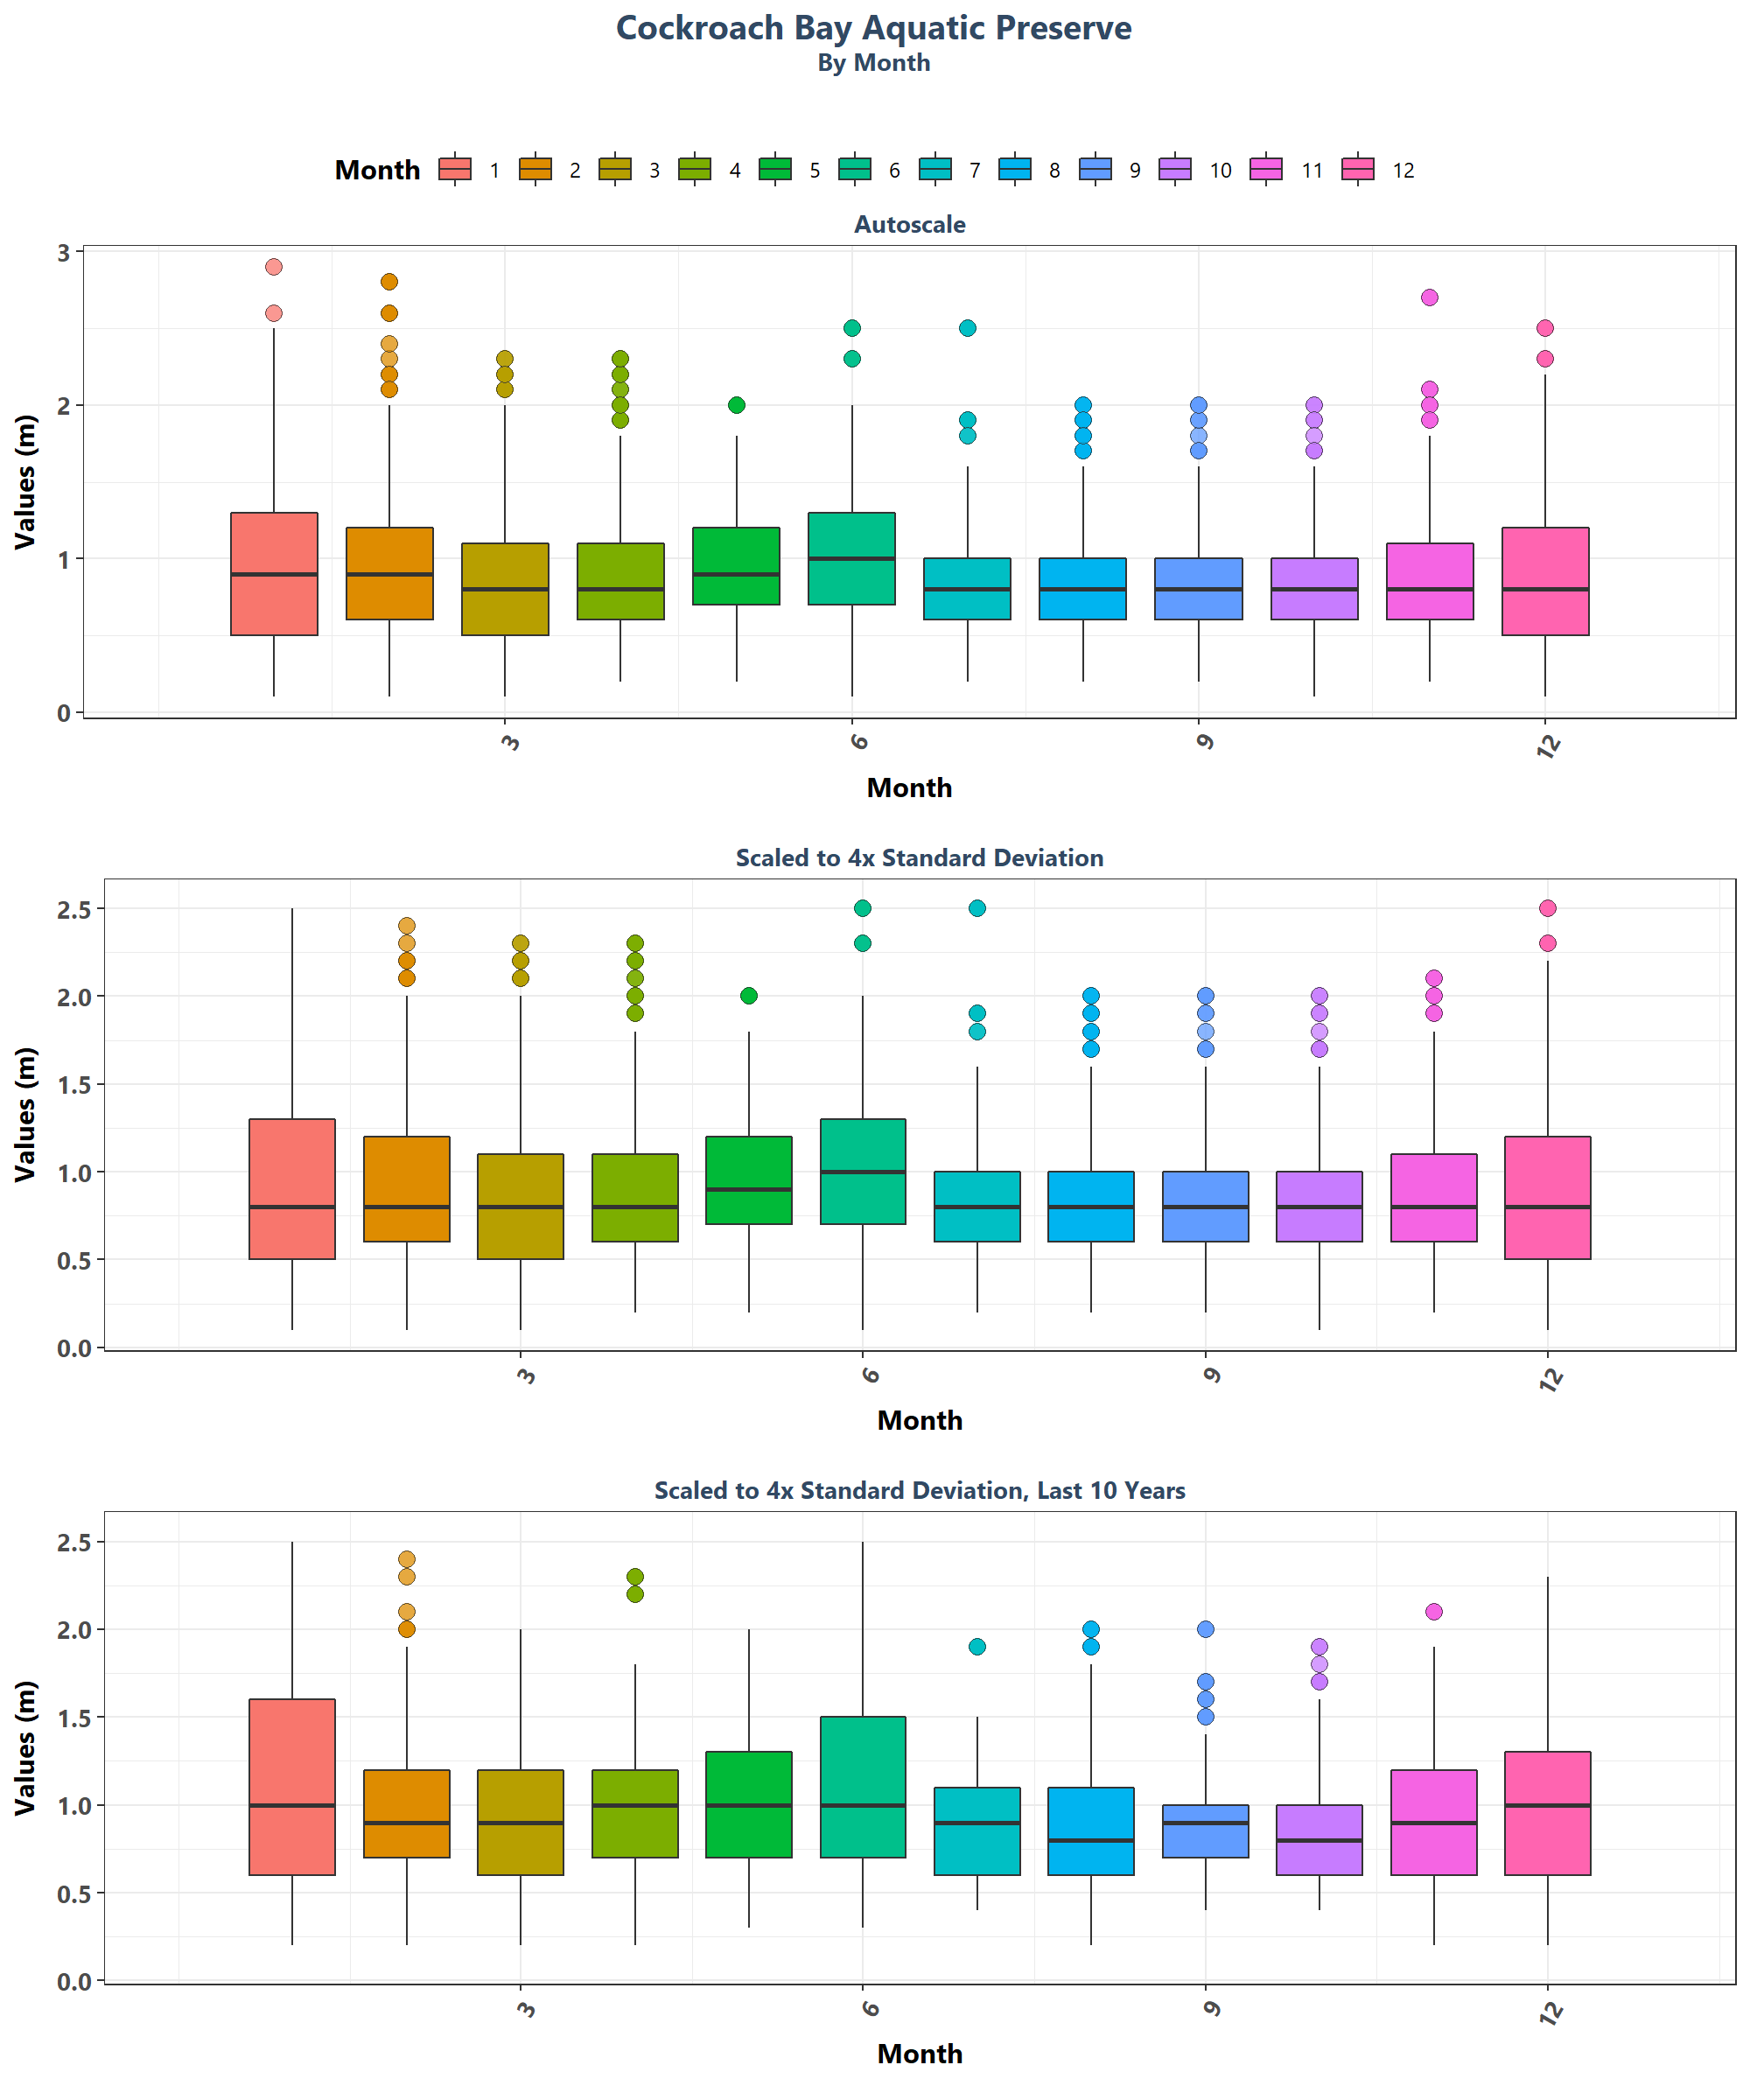 Cockroach Bay Aquatic Preserve
By Month
Month 1 2 3 4 5 6 7 8 9 10 11 12
Autoscale
Values (m)
3
2
1
0
3 6 9 12
Month
Scaled to 4x Standard Deviation
Values (m)
2.5
2.0
1.5
1.0
0.5
0.0
3 6 9 12
Month
Scaled to 4x Standard Deviation, Last 10 Years
Values (m)
2.5
2.0
1.5
1.0
0.5
0.0
3 6 9 12
Month